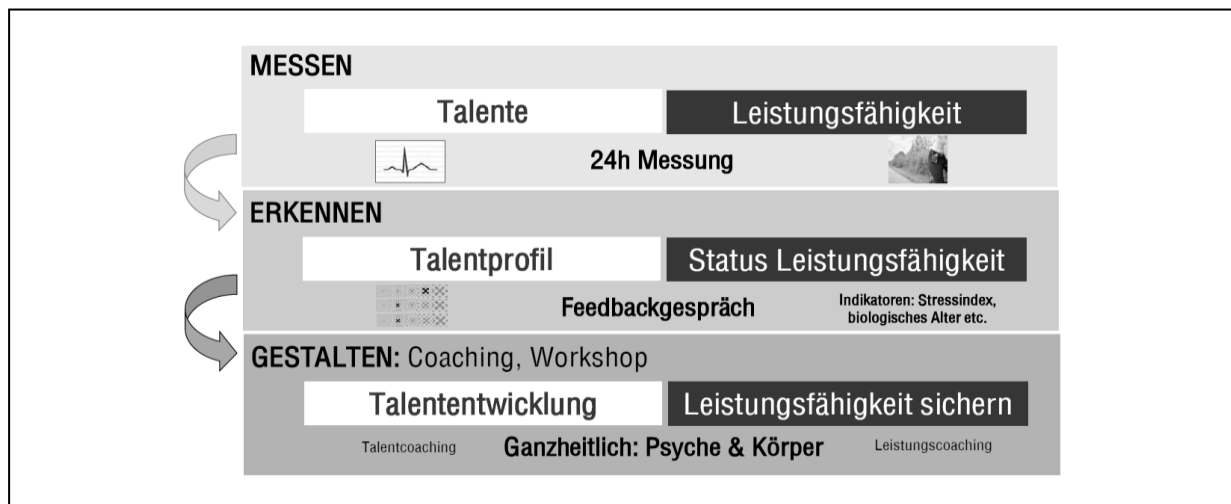 MESSEN
Talente
Leistungsfähigkeit
24h Messung
ERKENNEN
Talentprofil
Status Leistungsfähigkeit
Feedbackgespräch
Indikatoren: Stressindex,
biologisches Alter etc.
GESTALTEN: Coaching, Workshop
Talententwicklung
Leistungsfähigkeit sichern
Talentcoaching
Ganzheitlich: Psyche & Körper
Leistungscoaching